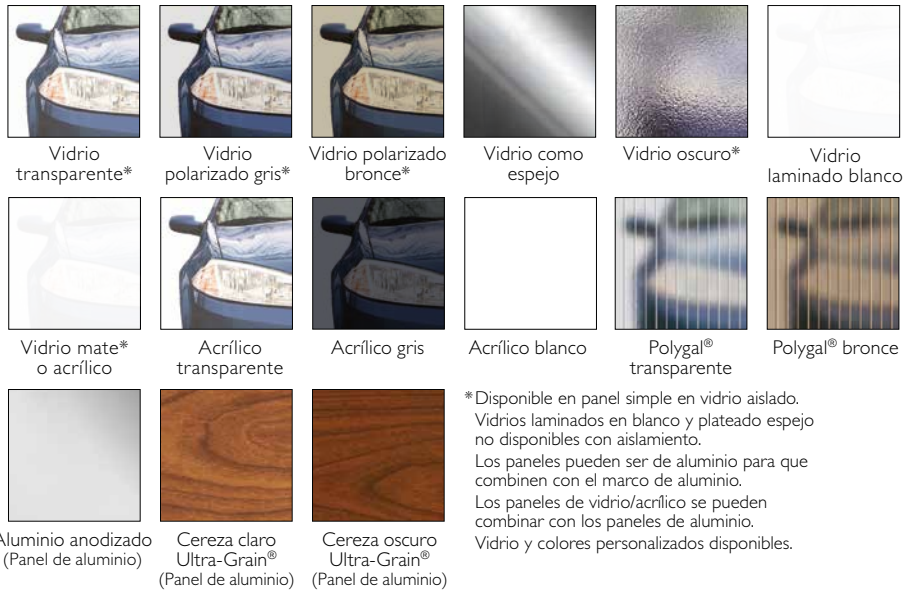 Vidrio
transparente*
Vidrio
polarizado gris*
Vidrio polarizado
bronce*
Vidrio como
espejo
Vidrio oscuro*
Vidrio
laminado blanco
Vidrio mate*
o acrílico
Acrílico
transparente
Acrílico gris
Acrílico blanco
Polygal®
transparente
Polygal® bronce
Aluminio anodizado
(Panel de aluminio)
Cereza claro
Ultra-Grain®
(Panel de aluminio)
Cereza oscuro
Ultra-Grain®
(Panel de aluminio)
* Disponible en panel simple en vidrio aislado.
Vidrios laminados en blanco y plateado espejo
no disponibles con aislamiento.
Los paneles pueden ser de aluminio para que
combinen con el marco de aluminio.
Los paneles de vidrio/acrílico se pueden
combinar con los paneles de aluminio.
Vidrio y colores personalizados disponibles.